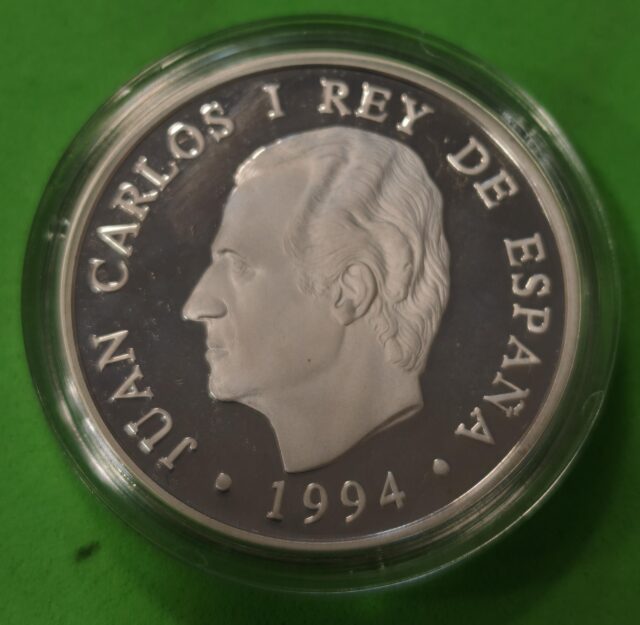 JUAN CARLOS I REY DE ESPAÑA
• 1994 •